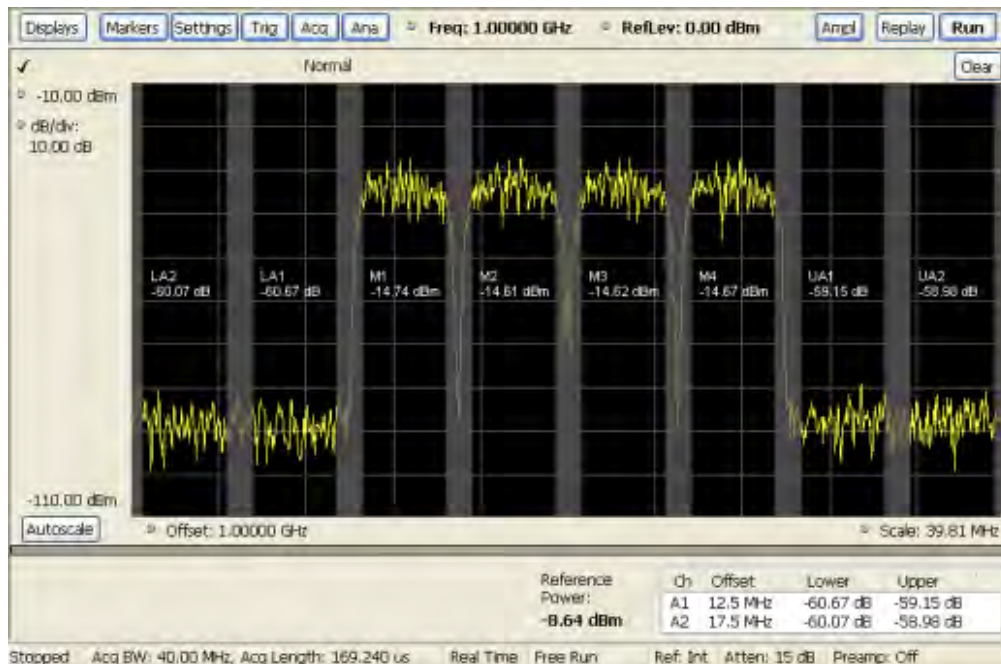 Displays Markers Settings Trig Acq Ana Freq: 1.00000 GHz RefLev: 0.00 dBm Ampl Replay Run
✓ Normal Clear
-10.00 dBm
dB/div:
10.00 dB
LA2 LA1 M1 M2 M3 M4 UA1 UA2
-60.07 dB -60.67 dB -14.74 dBm -14.61 dBm -14.62 dBm -14.67 dBm -59.15 dB -58.98 dB
-110.00 dBm
Autoscale Offset: 1.00000 GHz Scale: 39.81 MHz
Reference
Power:
-8.64 dBm
Ch Offset Lower Upper
A1 12.5 MHz -60.67 dB -59.15 dB
A2 17.5 MHz -60.07 dB -58.98 dB
Stopped Acq BW: 40.00 MHz, Acq Length: 169.240 us Real Time Free Run Ref: Int Atten: 15 dB Preamp: Off